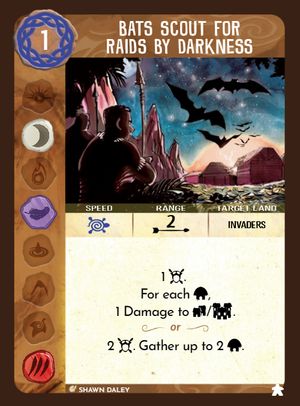 1
BATS SCOUT FOR
RAIDS BY DARKNESS
SPEED RANGE TARGET LAND
2 INVADERS
1
For each ,
1 Damage to / .
or
2 . Gather up to 2 .
SHAWN DALEY